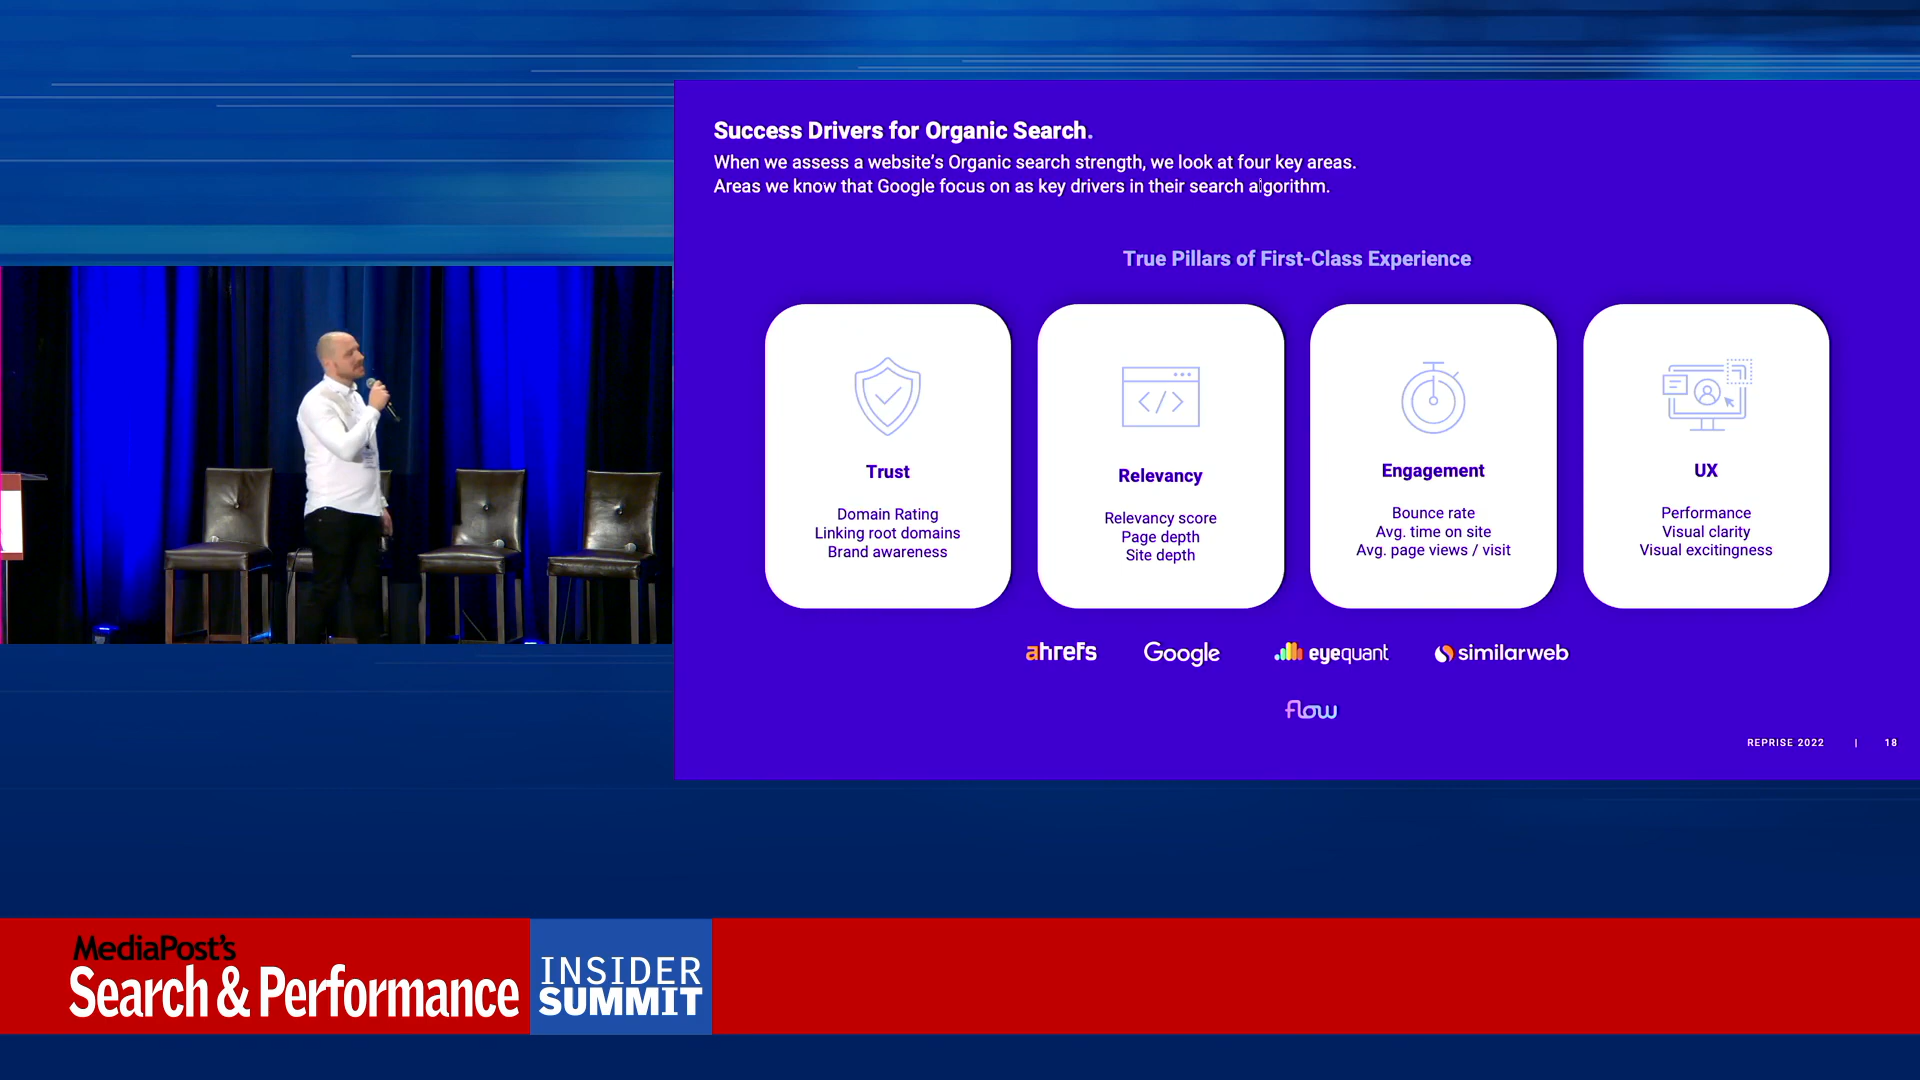 Success Drivers for Organic Search.
When we assess a website's Organic search strength, we look at four key areas.
Areas we know that Google focus on as key drivers in their search algorithm.
True Pillars of First-Class Experience
Trust
Domain Rating
Linking root domains
Brand awareness
Relevancy
Relevancy score
Page depth
Site depth
Engagement
Bounce rate
Avg. time on site
Avg. page views / visit
UX
Performance
Visual clarity
Visual excitingness
ahrefs
Google
eyequant
similarweb
flow
REPRISE 2022 | 18
MediaPost's
Search & Performance
INSIDER
SUMMIT